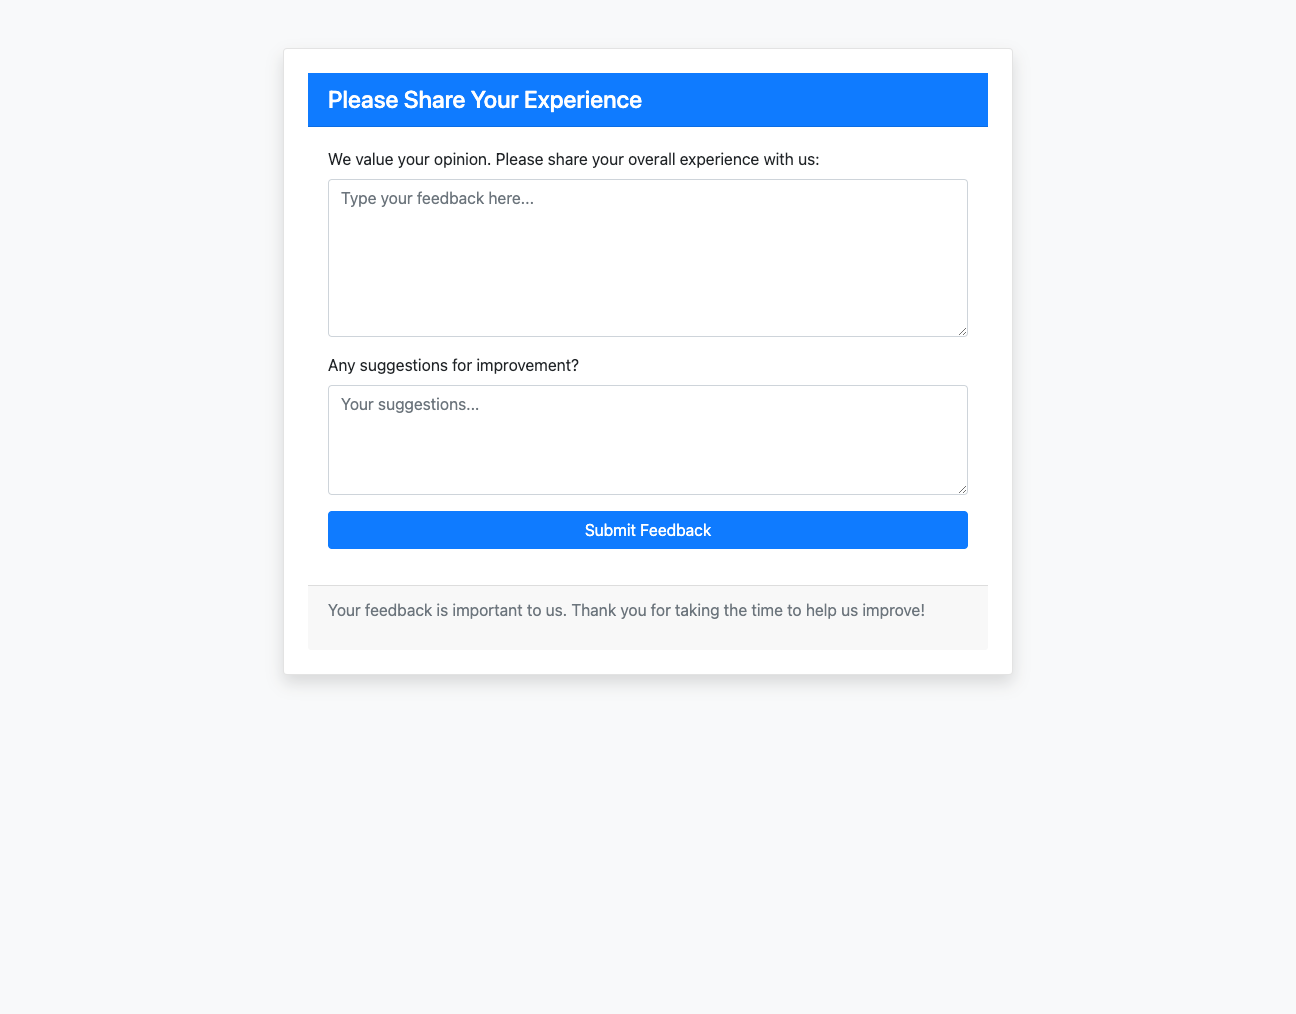 Please Share Your Experience
We value your opinion. Please share your overall experience with us:
Type your feedback here...
Any suggestions for improvement?
Your suggestions...
Submit Feedback
Your feedback is important to us. Thank you for taking the time to help us improve!